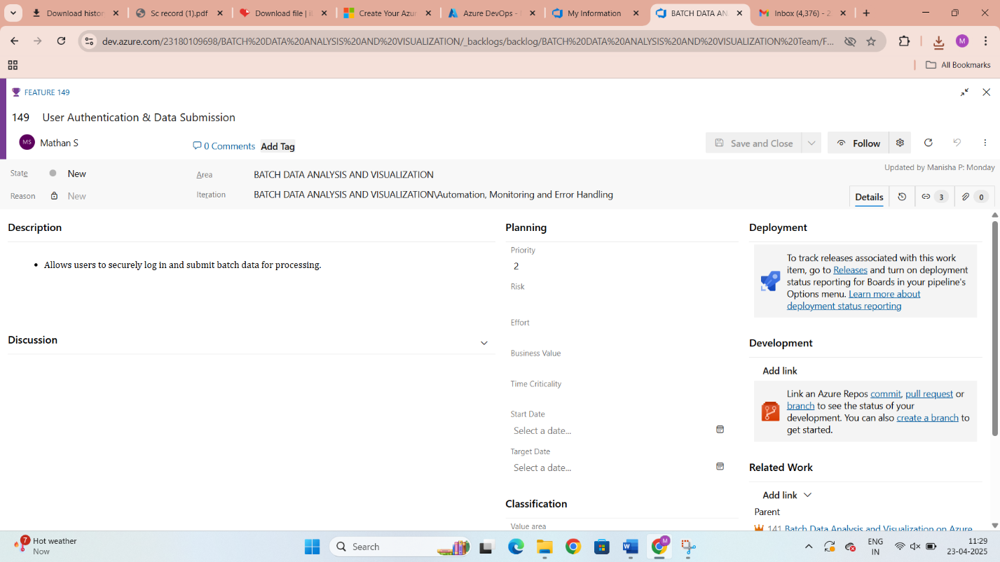 Download histor
Sc record (1).pdf
Download file | iL
Create Your Azur
Azure DevOps -
My Information
BATCH DATA AN
Inbox (4,376) - 2
dev.azure.com/23180109698/BATCH%20DATA%20ANALYSIS%20AND%20VISUALIZATION/_backlogs/backlog/BATCH%20DATA%20ANALYSIS%20AND%20VISUALIZATION%20Team/F...
M
All Bookmarks
FEATURE 149
149 User Authentication & Data Submission
MS Mathan S
0 Comments
Add Tag
Save and Close
Follow
State
New
Area
BATCH DATA ANALYSIS AND VISUALIZATION
Updated by Manisha P: Monday
Reason
New
Iteration
BATCH DATA ANALYSIS AND VISUALIZATION\Automation, Monitoring and Error Handling
Details
3
0
Description
• Allows users to securely log in and submit batch data for processing.
Discussion
Planning
Priority
2
Risk
Effort
Business Value
Time Criticality
Start Date
Select a date...
Target Date
Select a date...
Classification
Value area
Deployment
To track releases associated with this work
item, go to Releases and turn on deployment
status reporting for Boards in your pipeline's
Options menu. Learn more about
deployment status reporting
Development
Add link
Link an Azure Repos commit, pull request or
branch to see the status of your
development. You can also create a branch to
get started.
Related Work
Add link
Parent
141 Batch Data Analysis and Visualization on Azure
7
Hot weather
Now
Search
M
ENG
IN
11:29
23-04-2025